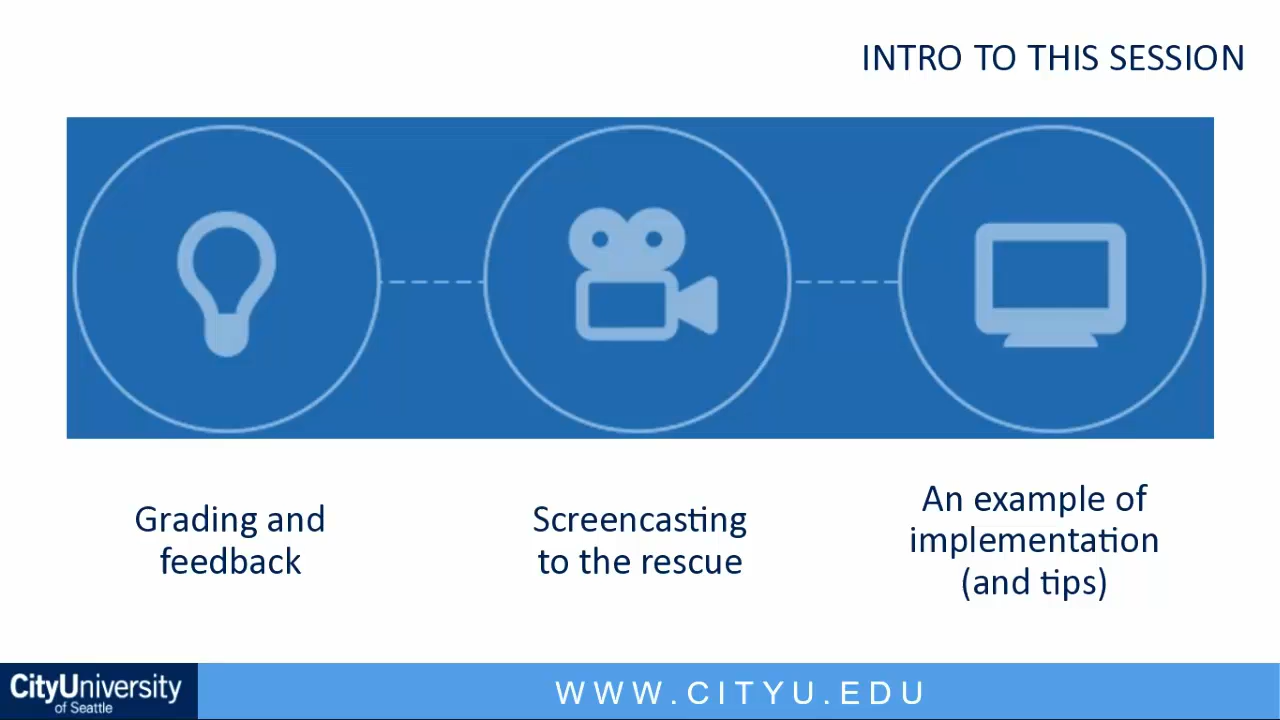 INTRO TO THIS SESSION
Grading and
feedback
Screencasting
to the rescue
An example of
implementation
(and tips)
CityUniversity
of Seattle
WWW.CITYU.EDU